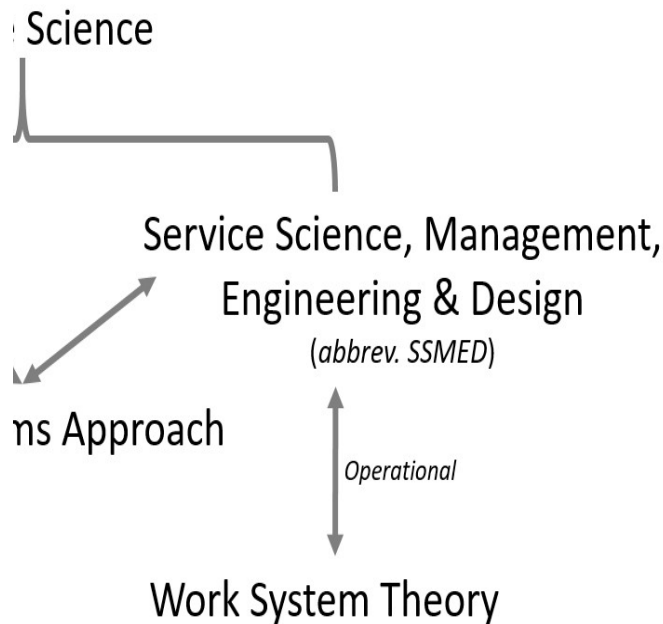 Science
Service Science, Management,
Engineering & Design
(abbrev. SSMED)
ms Approach
Operational
Work System Theory